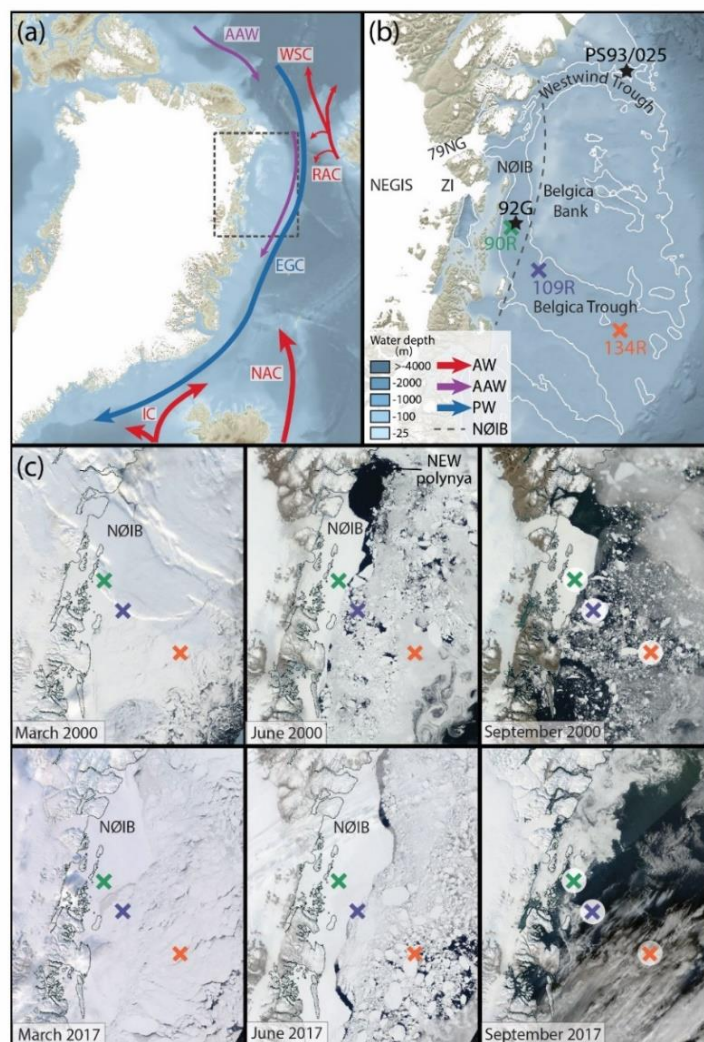 (a)
AAW
WSC
RAC
EGC
NAC
IC
(b)
PS93/025
Westwind Trough
79NG
NØIB
NEGIS
ZI
Belgica
Bank
92G
90R
109R
Belgica Trough
134R
Water depth
(m)
>-4000
-2000
-1000
-100
-25
AW
AAW
PW
NØIB
(c)
NØIB
March 2000
NEW
polynya
NØIB
June 2000
September 2000
NØIB
March 2017
NØIB
June 2017
September 2017